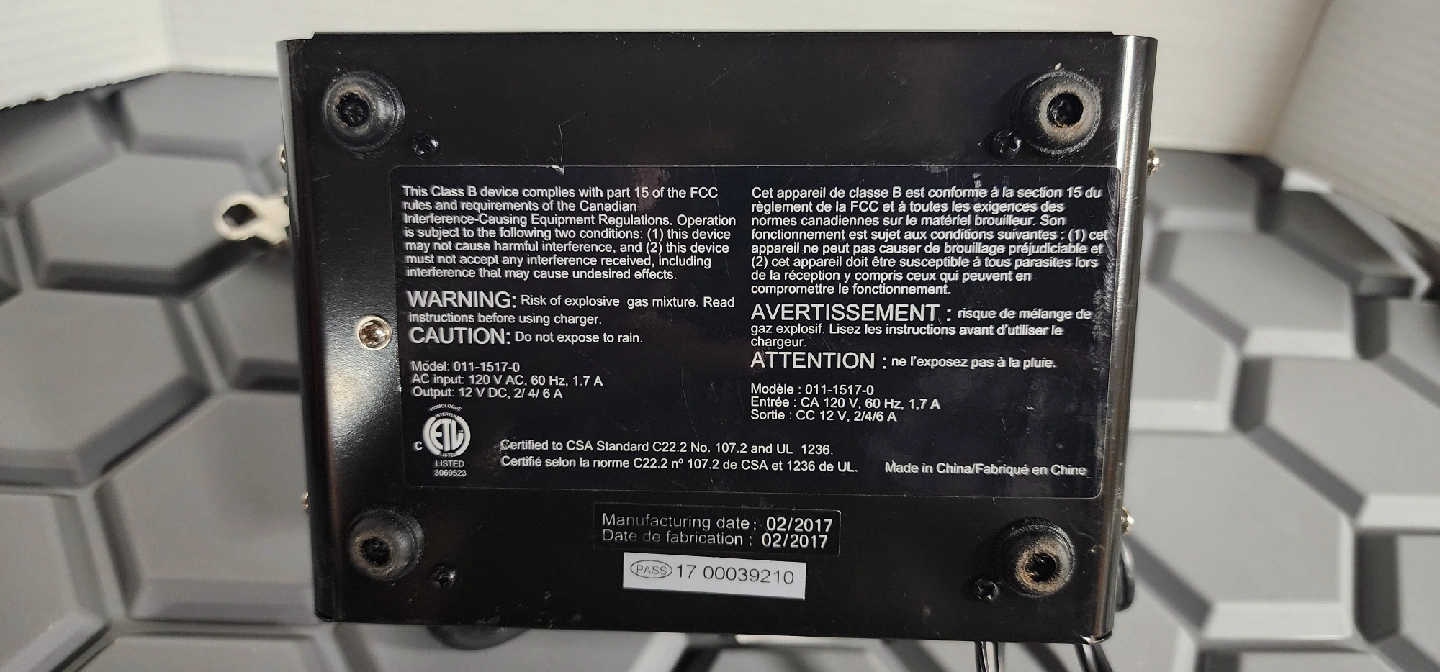 This Class B device complies with part 15 of the FCC
rules and requirements of the Canadian
Interference-Causing Equipment Regulations. Operation
is subject to the following two conditions: (1) this device
may not cause harmful interference, and (2) this device
must not accept any interference received, including
interference that may cause undesired effects.
WARNING: Risk of explosive gas mixture. Read
instructions before using charger.
CAUTION: Do not expose to rain.
Model: 011-1517-0
AC input: 120 V AC, 60 Hz, 1.7 A
Output: 12 V DC, 2/ 4/ 6 A
Cet appareil de classe B est conforme à la section 15 du
règlement de la FCC et à toutes les exigences des
normes canadiennes sur le matériel brouilleur. Son
fonctionnement est sujet aux conditions suivantes : (1) cet
appareil ne peut pas causer de brouillage préjudiciable et
(2) cet appareil doit être susceptible à tous parasites lors
de la réception y compris ceux qui peuvent en
compromettre le fonctionnement.
AVERTISSEMENT : risque de mélange de
gaz explosif. Lisez les instructions avant d'utiliser le
chargeur.
ATTENTION : ne l'exposez pas à la pluie.
Modèle : 011-1517-0
Entrée : CA 120 V, 60 Hz, 1,7 A
Sortie : CC 12 V, 2/4/6 A
C ETL
LISTED
3069523
Certified to CSA Standard C22.2 No. 107.2 and UL 1236.
Certifié selon la norme C22.2 nº 107.2 de CSA et 1236 de UL.
Made in China/Fabriqué en Chine
Manufacturing date : 02/2017
Date de fabrication : 02/2017
PASS 17 00039210